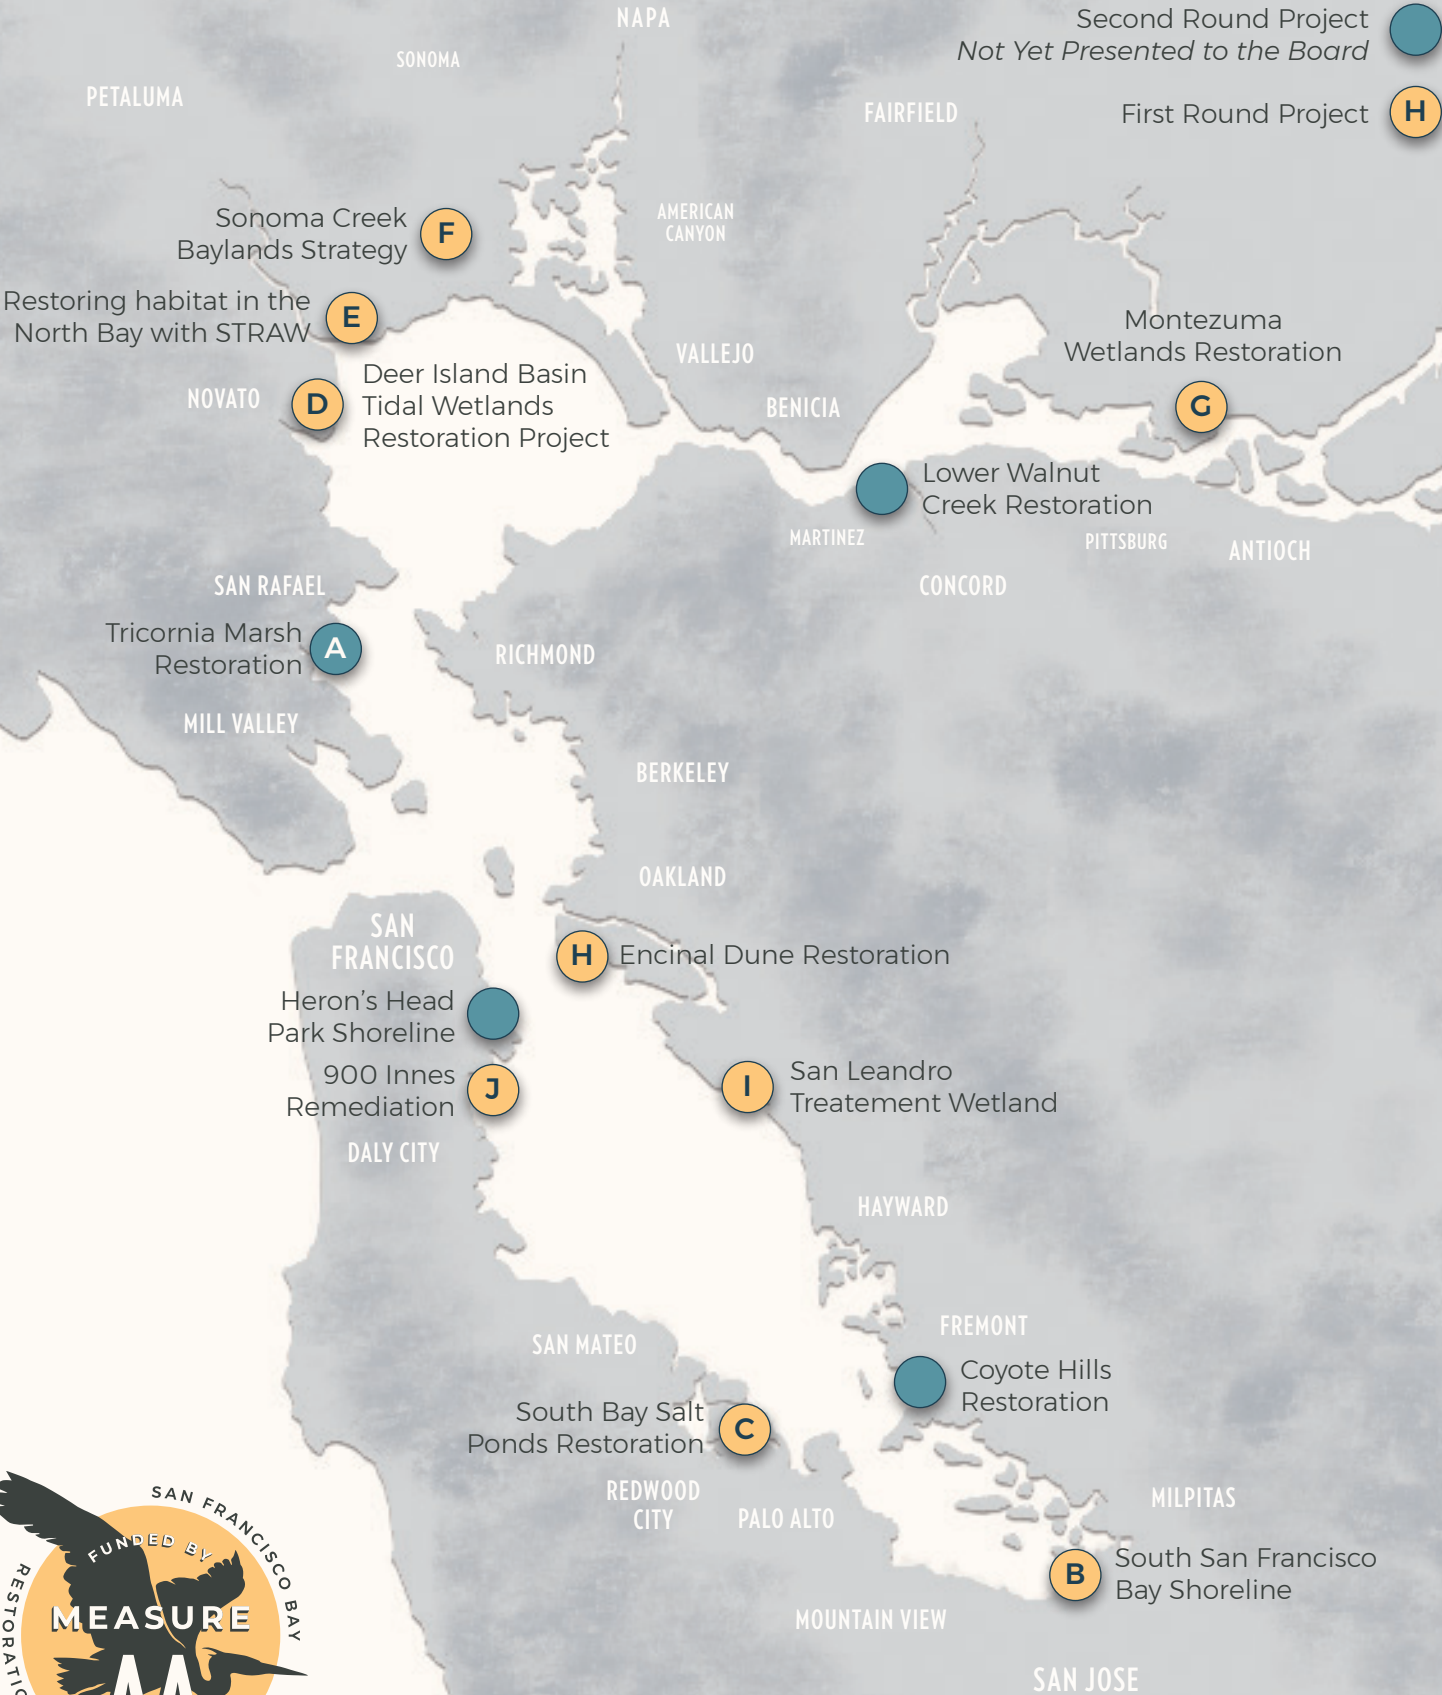 NAPA
Second Round Project
Not Yet Presented to the Board
SONOMA
PETALUMA
FAIRFIELD
First Round Project
H
AMERICAN
CANYON
Sonoma Creek
Baylands Strategy
F
Restoring habitat in the
North Bay with STRAW
E
Montezuma
Wetlands Restoration
VALLEJO
Deer Island Basin
Tidal Wetlands
Restoration Project
NOVATO
D
BENICIA
G
Lower Walnut
Creek Restoration
MARTINEZ
PITTSBURG
ANTIOCH
SAN RAFAEL
CONCORD
Tricornia Marsh
Restoration
A
RICHMOND
MILL VALLEY
BERKELEY
OAKLAND
SAN
FRANCISCO
H
Encinal Dune Restoration
Heron’s Head
Park Shoreline
900 Innes
Remediation
J
I
San Leandro
Treatement Wetland
DALY CITY
HAYWARD
FREMONT
SAN MATEO
Coyote Hills
Restoration
South Bay Salt
Ponds Restoration
C
REDWOOD
CITY
PALO ALTO
MILPITAS
SAN FRANCISCO BAY
FUNDED BY
B
South San Francisco
Bay Shoreline
MEASURE
AA
MOUNTAIN VIEW
SAN JOSE